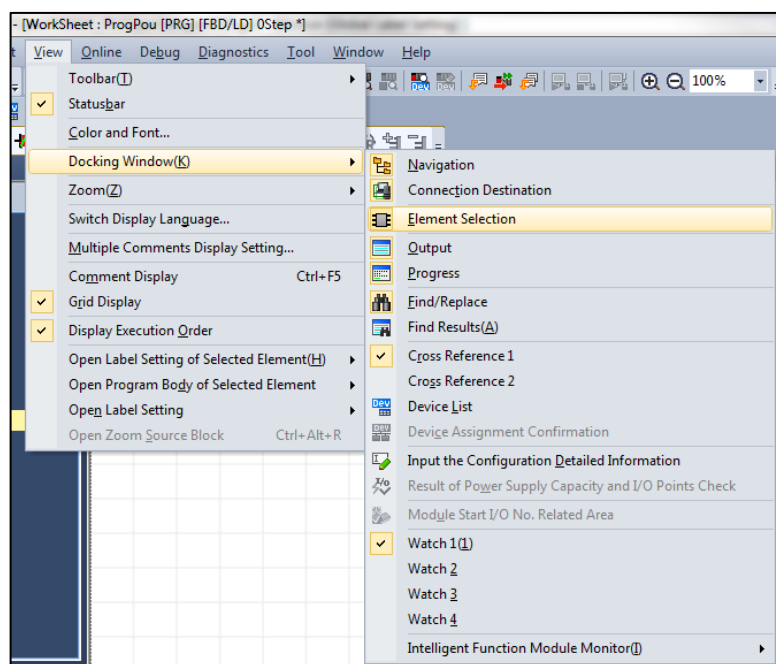 - [WorkSheet : ProgPou [PRG] [FBD/LD] 0Step *]
t View Online Debug Diagnostics Tool Window Help
100%
Toolbar(T)
Statusbar
Color and Font...
Docking Window(K)
Zoom(Z)
Switch Display Language...
Multiple Comments Display Setting...
Comment Display Ctrl+F5
Grid Display
Display Execution Order
Open Label Setting of Selected Element(H)
Open Program Body of Selected Element
Open Label Setting
Open Zoom Source Block Ctrl+Alt+R
Navigation
Connection Destination
Element Selection
Output
Progress
Find/Replace
Find Results(A)
Cross Reference 1
Cross Reference 2
Dev Device List
Device Assignment Confirmation
Input the Configuration Detailed Information
Result of Power Supply Capacity and I/O Points Check
Module Start I/O No. Related Area
Watch 1(1)
Watch 2
Watch 3
Watch 4
Intelligent Function Module Monitor(I)